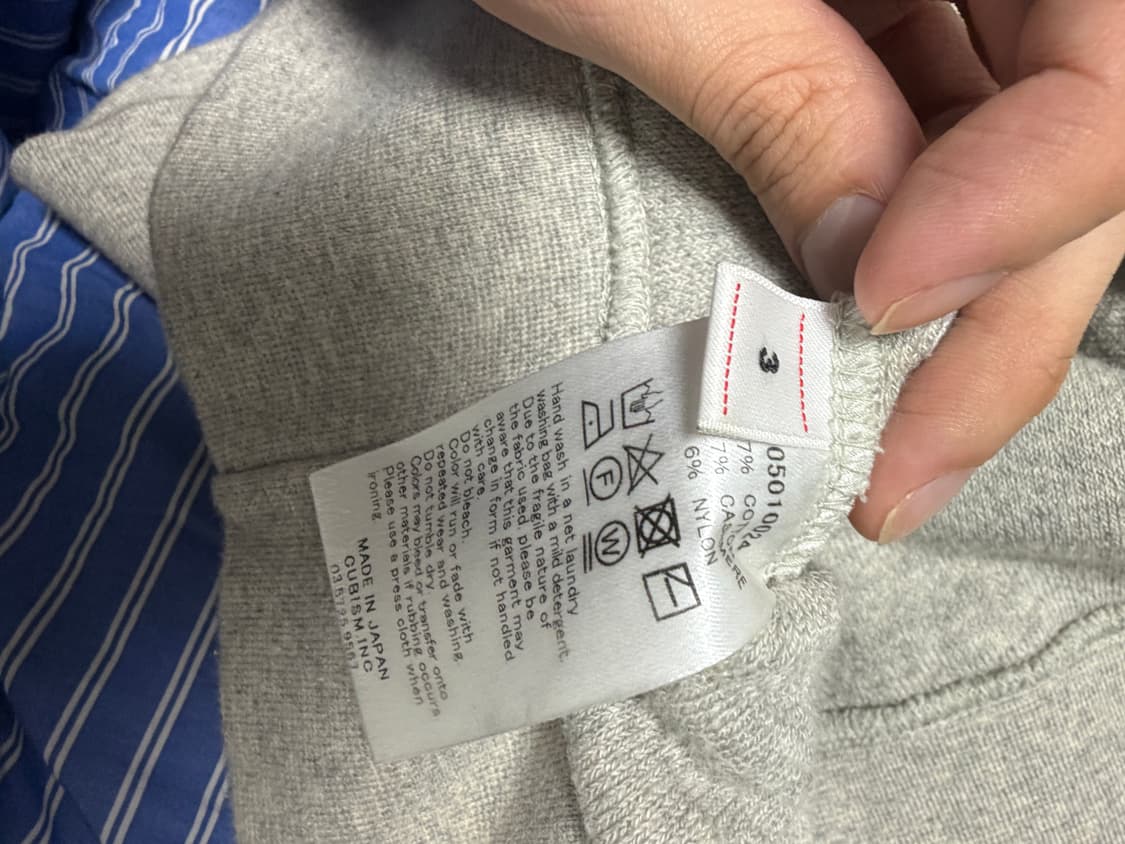 3
7% CO
7% CA
6% NYLON
F
W
Hand wash in a net laundry
washing bag with a mild detergent.
Due to the fragile nature of
the fabric used, please be
aware that this garment may
change in form if not handled
with care.
Do not bleach.
Color will run or fade with
repeated wear and washing.
Do not tumble dry.
Colors may bleed or transfer onto
other materials if rubbing occurs
Please use a press cloth when
ironing.
MADE IN JAPAN
CUBISM INC